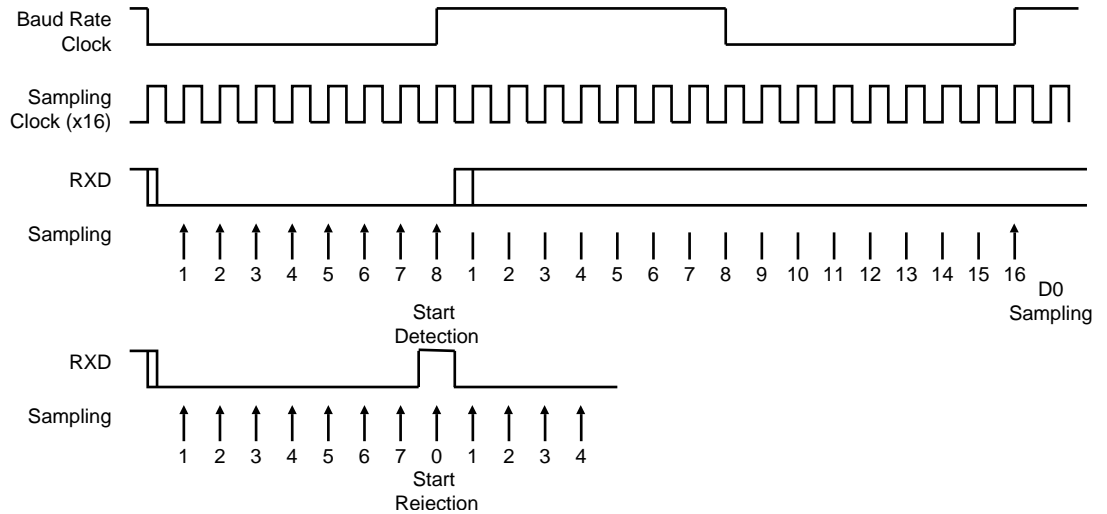 Baud Rate
Clock
Sampling
Clock (x16)
RXD
Sampling
1 2 3 4 5 6 7 8 1 2 3 4 5 6 7 8 9 10 11 12 13 14 15 16
D0
Sampling
Start
Detection
RXD
Sampling
1 2 3 4 5 6 7 0 1 2 3 4
Start
Rejection